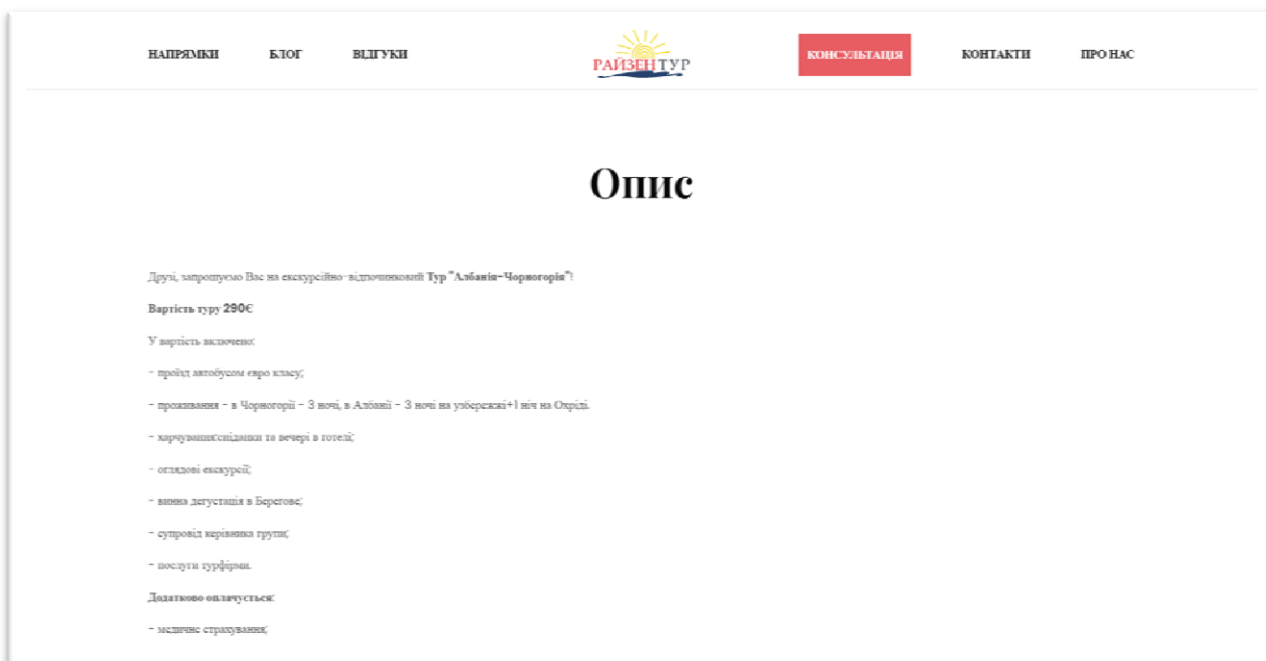 НАПРЯМКИ БЛОГ ВІДГУКИ РАЙЗЕН ТУР КОНСУЛЬТАЦІЯ КОНТАКТИ ПРО НАС
Опис
Друзі, запрошуємо Вас на екскурсійно-відпочинковий Тур "Албанія-Чорногорія"!
Вартість туру 290€
У вартість включено:
- проїзд автобусом євро класу;
- проживання - в Чорногорії - 3 ночі, в Албанії - 3 ночі на узбережжі+1 ніч на Охріді.
- харчування:сніданки та вечері в готелі;
- оглядові екскурсії;
- винна дегустація в Берегове;
- супровід керівника групи;
- послуги турфірми.
Додатково оплачується:
- медичне страхування;